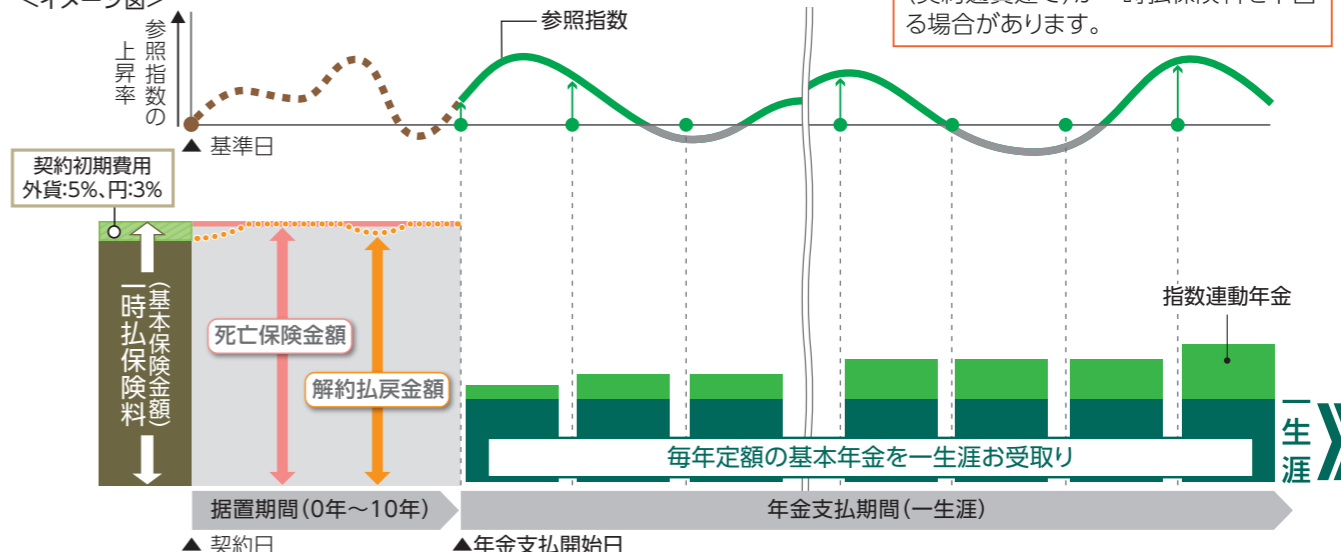 ＜イメージ図＞
る場合があります。
参照指数の
上昇率
参照指数
▲ 基準日
契約初期費用
外貨:5%、円:3%
一時払保険料
(基本保険金額)
死亡保険金額
解約払戻金額
指数連動年金
毎年定額の基本年金を一生涯お受取り
一生涯
据置期間(0年～10年)
年金支払期間(一生涯)
▲ 契約日
▲年金支払開始日